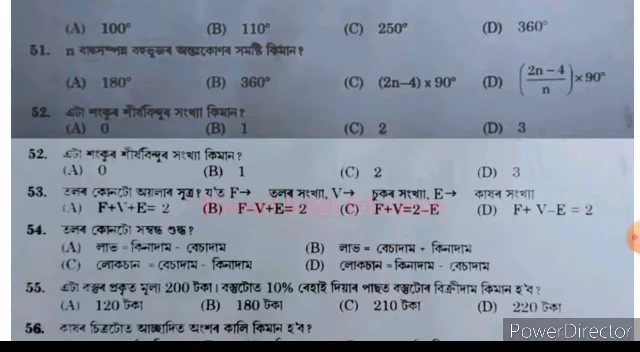 (A) 100° (B) 110° (C) 250° (D) 360°
51. n বাহুসম্পন্ন বহুভুজৰ অন্তঃকোণৰ সমষ্টি কিমান?
(A) 180° (B) 360° (C) (2n−4) x 90° (D) (2n−4/n) × 90°
52. এটা শংকুৰ শীৰ্ষবিন্দুৰ সংখ্যা কিমান?
(A) 0 (B) 1 (C) 2 (D) 3
52. এটা শংকুৰ শীৰ্ষবিন্দুৰ সংখ্যা কিমান?
(A) 0 (B) 1 (C) 2 (D) 3
53. তলৰ কোনটো অয়লাৰ সূত্ৰ? য'ত F→ তলৰ সংখ্যা, V→ চুকৰ সংখ্যা, E→ কাষৰ সংখ্যা
(A) F+V+E= 2 (B) F−V+E= 2 (C) F+V=2−E (D) F+ V−E = 2
54. তলৰ কোনটো সম্বন্ধ শুদ্ধ?
(A) লাভ = কিনাদাম - বেচাদাম (B) লাভ = বেচাদাম + কিনাদাম
(C) লোকচান = বেচাদাম - কিনাদাম (D) লোকচান = কিনাদাম - বেচাদাম
55. এটা বস্তুৰ প্ৰকৃত মূল্য 200 টকা। বস্তুটোত 10% ৰেহাই দিয়াৰ পাছত বস্তুটোৰ বিক্ৰীদাম কিমান হ'ব?
(A) 120 টকা (B) 180 টকা (C) 210 টকা (D) 220 টকা
56. কাষৰ চিত্ৰটোত আচ্ছাদিত অংশৰ কালি কিমান হ'ব?
PowerDirector